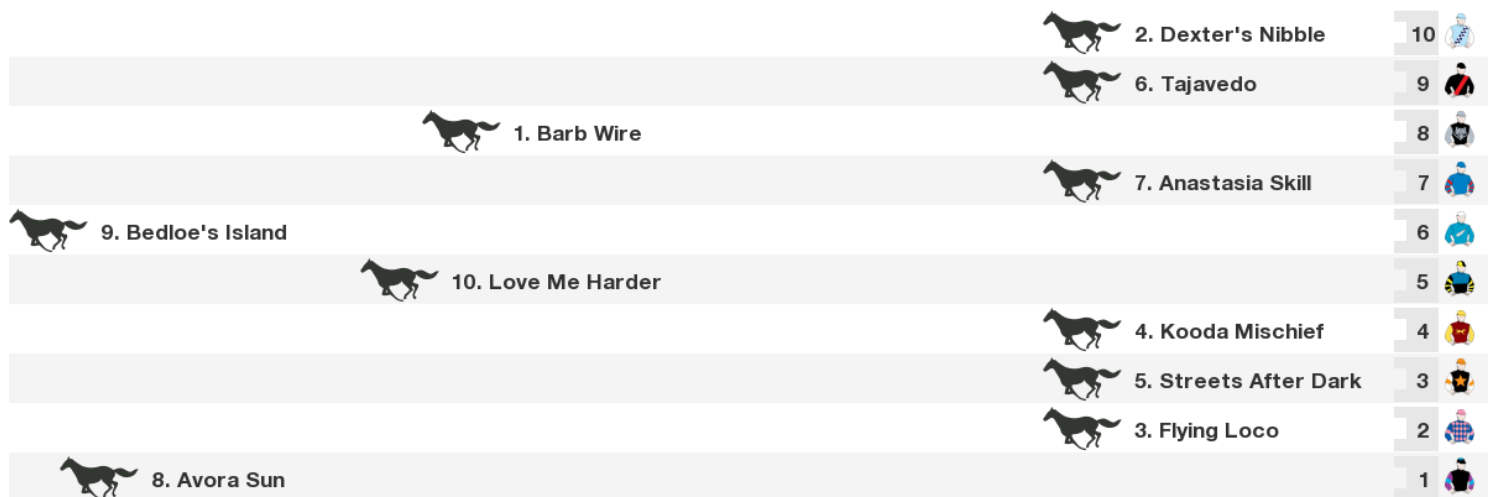 2. Dexter's Nibble 10
6. Tajavedo 9
1. Barb Wire 8
7. Anastasia Skill 7
9. Bedloe's Island 6
10. Love Me Harder 5
4. Kooda Mischief 4
5. Streets After Dark 3
3. Flying Loco 2
8. Avora Sun 1